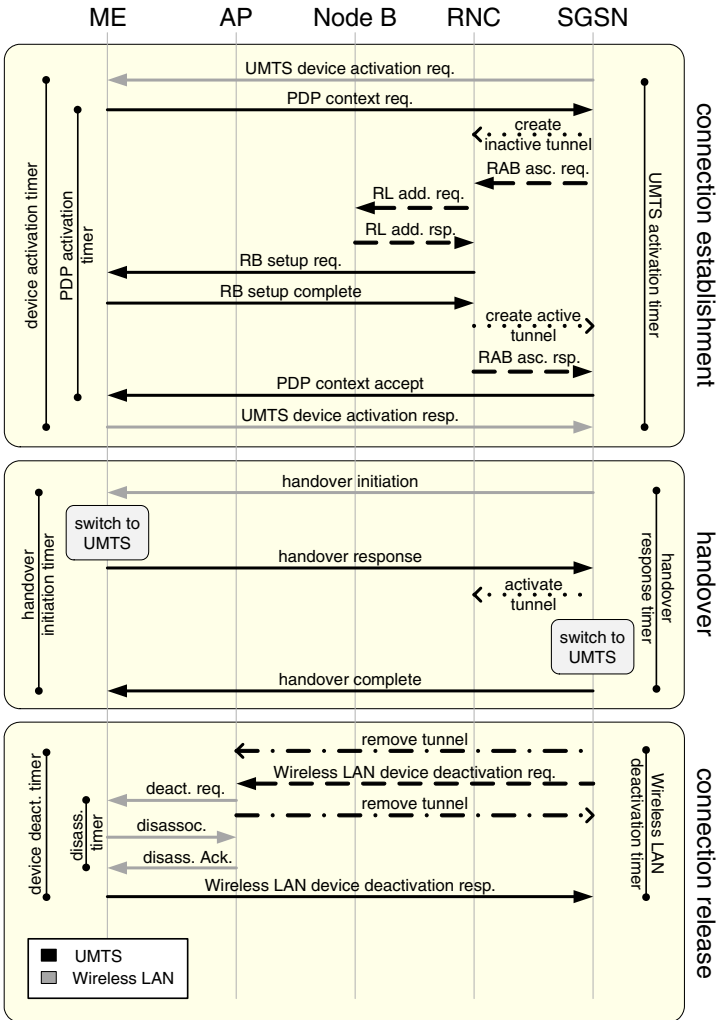 ME AP Node B RNC SGSN
UMTS device activation req.
PDP context req.
create
inactive tunnel
RAB asc. req.
RL add. req.
RL add. rsp.
RB setup req.
RB setup complete
create active
tunnel
RAB asc. rsp.
PDP context accept
UMTS device activation resp.
device activation timer
PDP activation
timer
UMTS activation timer
connection establishment
handover initiation
switch to
UMTS
handover response
activate
tunnel
switch to
UMTS
handover complete
handover
initiation timer
handover
response timer
handover
remove tunnel
Wireless LAN device deactivation req.
deact. req.
remove tunnel
disassoc.
disass. Ack.
Wireless LAN device deactivation resp.
device deact. timer
disass.
timer
Wireless LAN
deactivation timer
connection release
UMTS
Wireless LAN